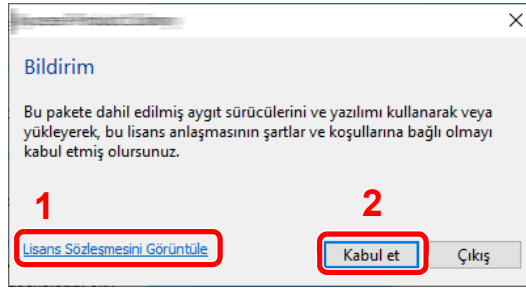 Bildirim
Bu pakete dahil edilmiş aygıt sürücülerini ve yazılımı kullanarak veya
yükleyerek, bu lisans anlaşmasının şartlar ve koşullarına bağlı olmayı
kabul etmiş olursunuz.
1
2
Lisans Sözleşmesini Görüntüle
Kabul et
Çıkış